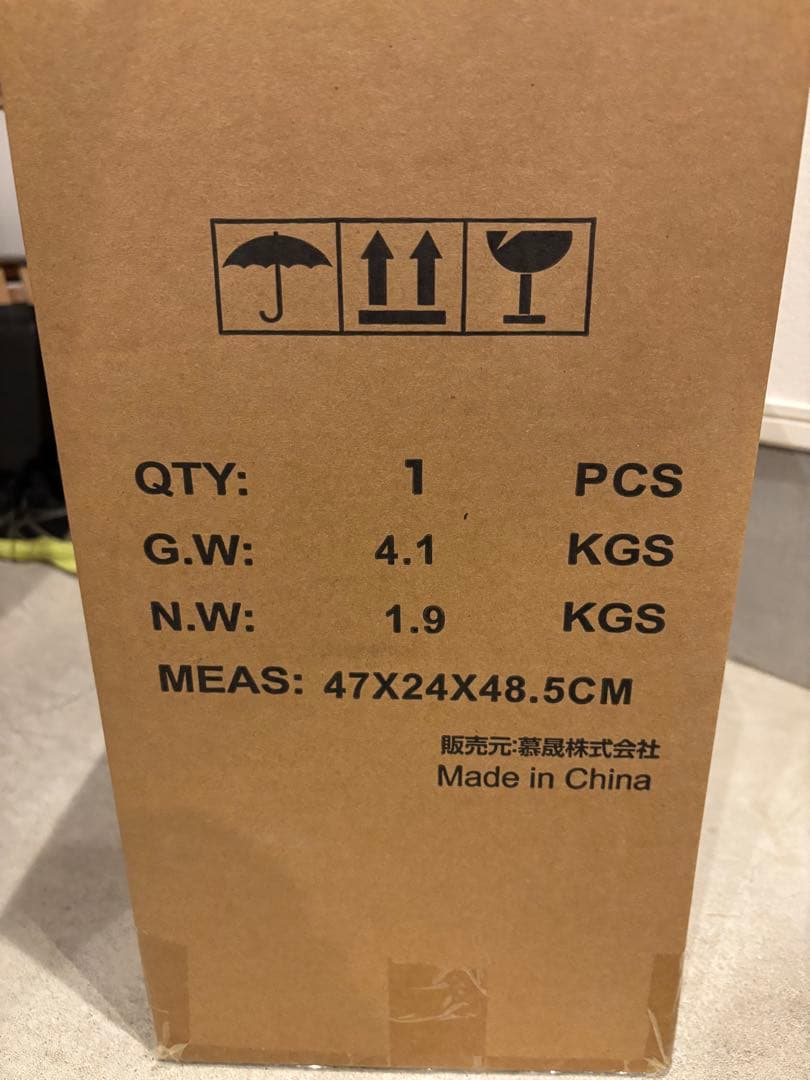 QTY: 1 PCS
G.W: 4.1 KGS
N.W: 1.9 KGS
MEAS: 47X24X48.5CM
販売元:慕晟株式会社
Made in China